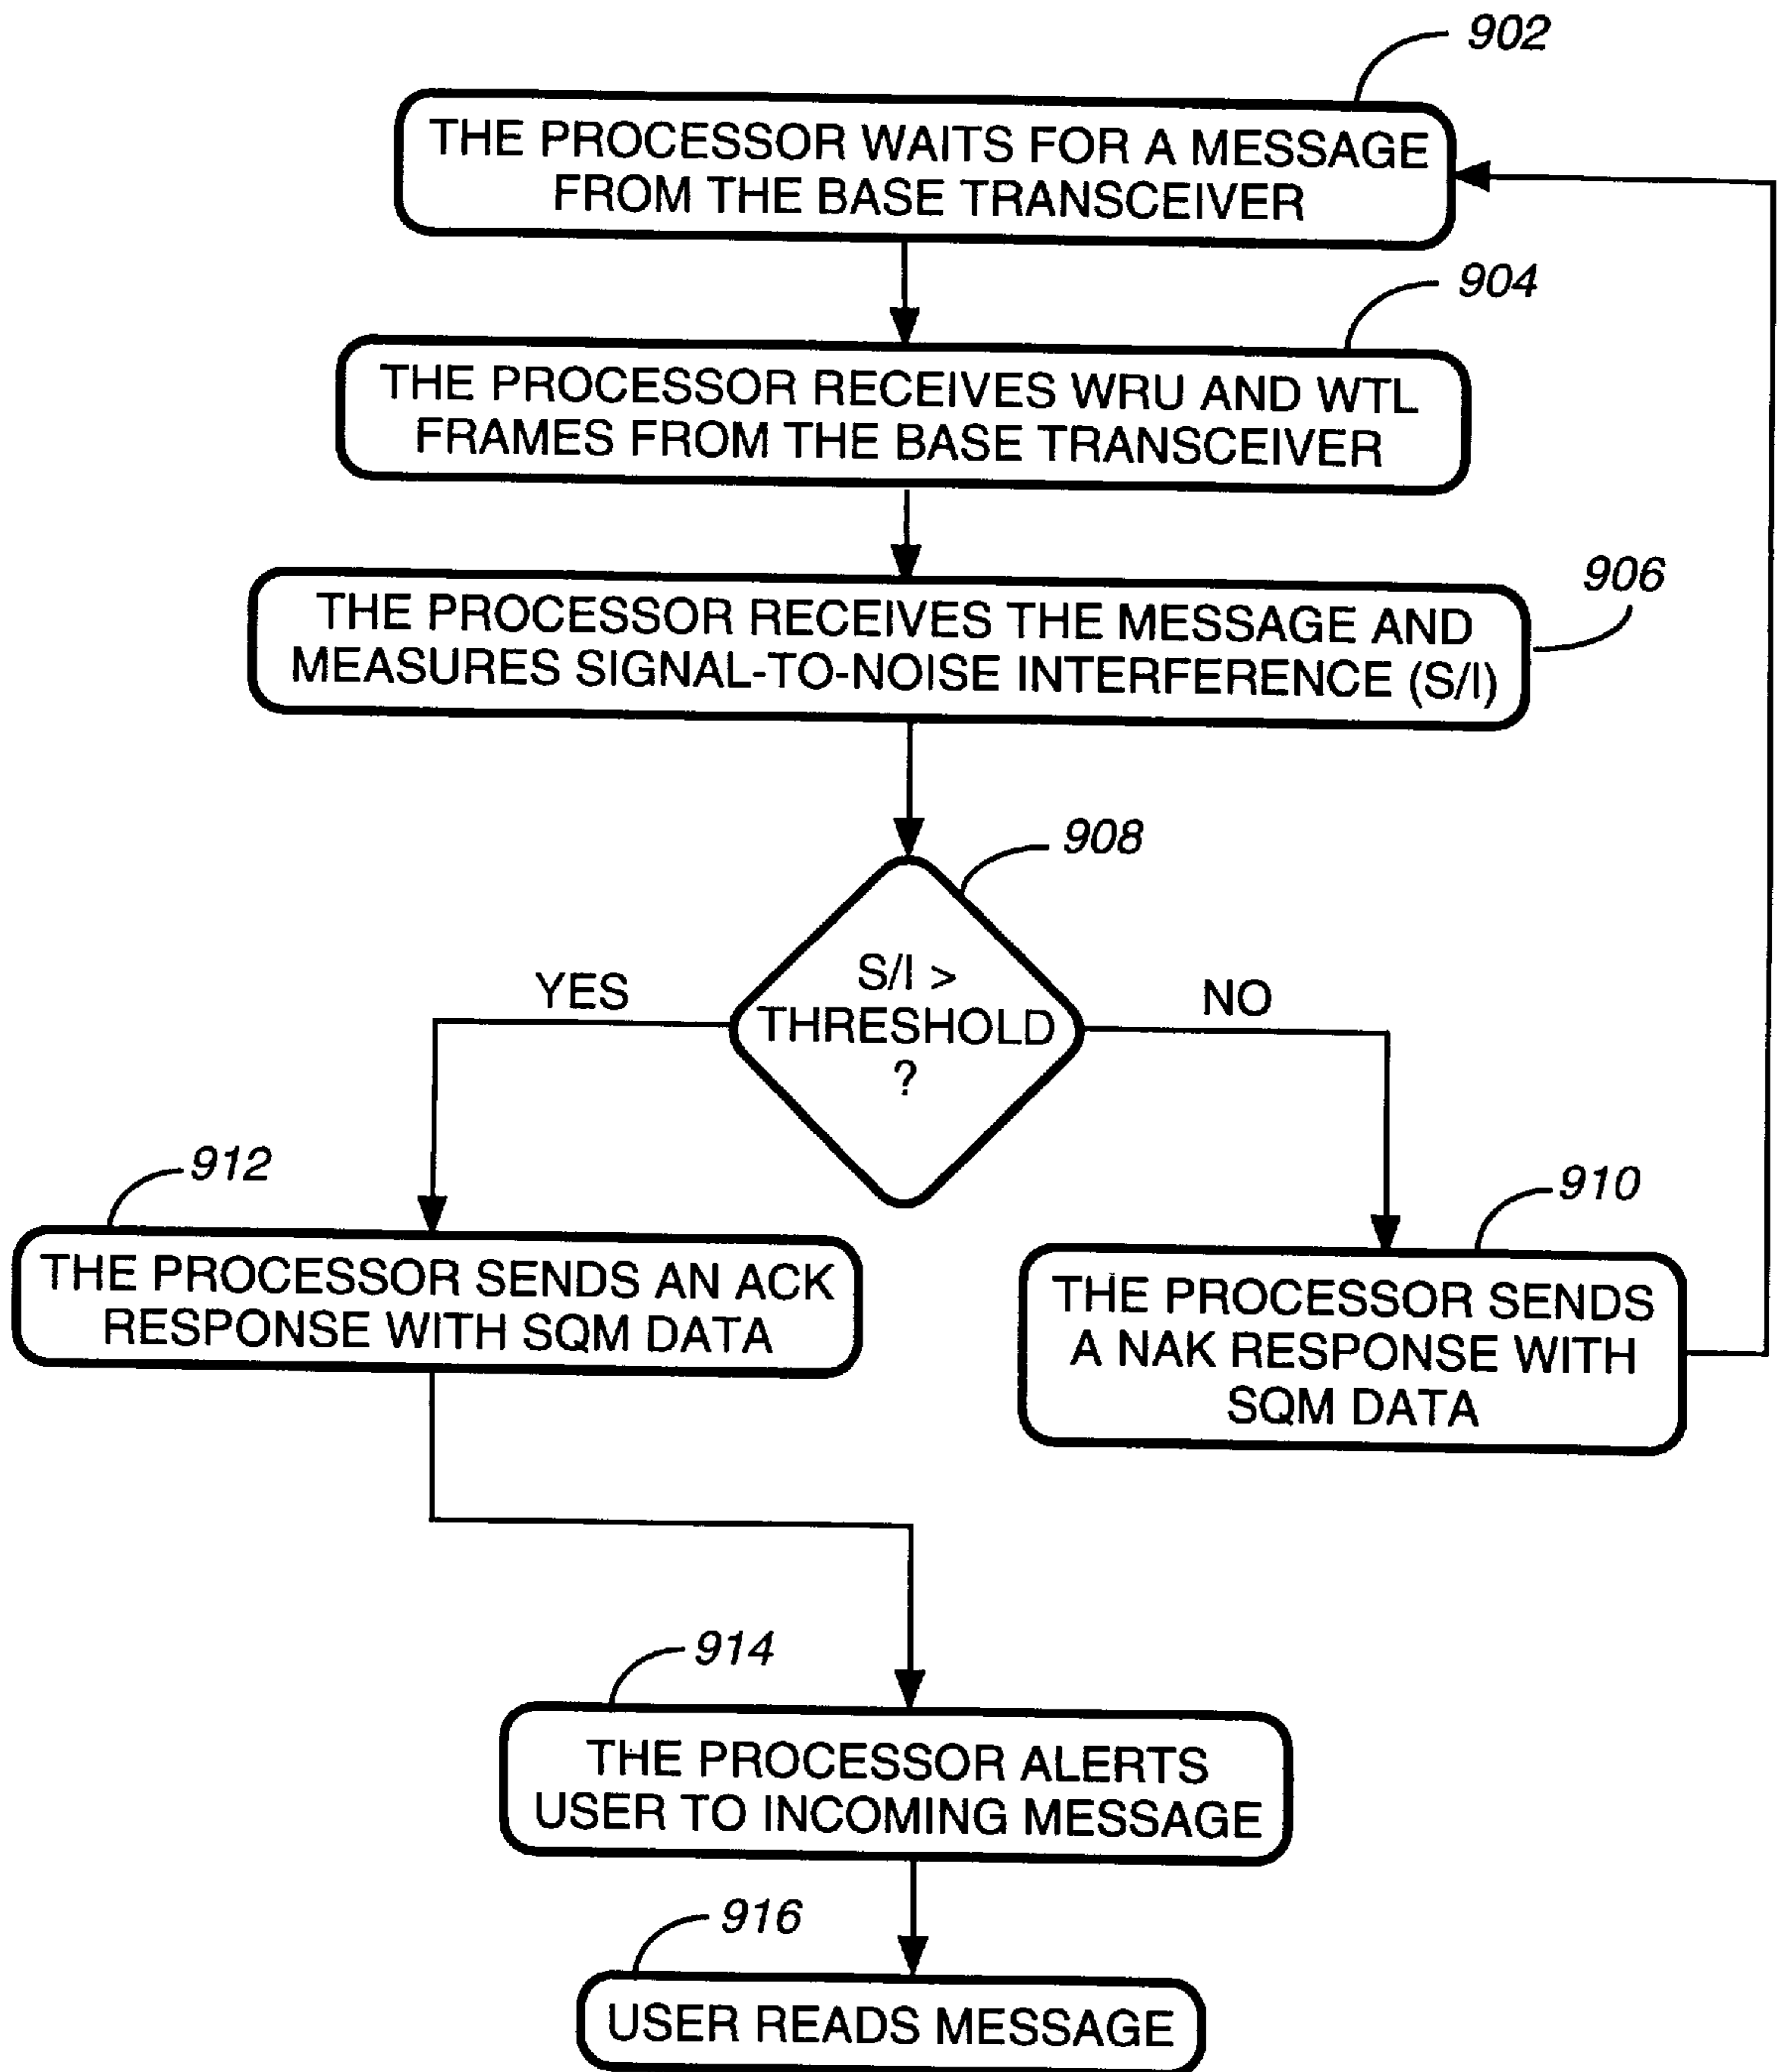 902
THE PROCESSOR WAITS FOR A MESSAGE
FROM THE BASE TRANSCEIVER
904
THE PROCESSOR RECEIVES WRU AND WTL
FRAMES FROM THE BASE TRANSCEIVER
906
THE PROCESSOR RECEIVES THE MESSAGE AND
MEASURES SIGNAL-TO-NOISE INTERFERENCE (S/I)
908
S/I >
THRESHOLD
?
YES
NO
912
THE PROCESSOR SENDS AN ACK
RESPONSE WITH SQM DATA
910
THE PROCESSOR SENDS
A NAK RESPONSE WITH
SQM DATA
914
THE PROCESSOR ALERTS
USER TO INCOMING MESSAGE
916
USER READS MESSAGE